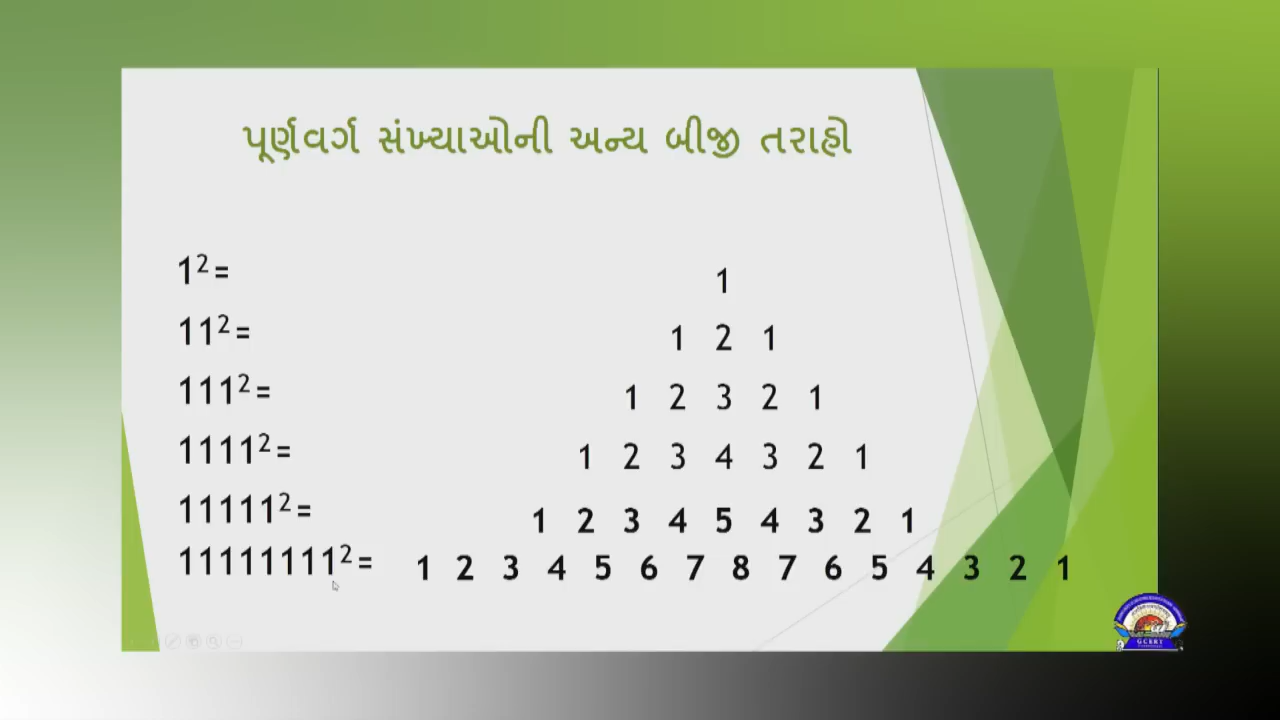 પૂર્ણવર્ગ સંખ્યાઓની અન્ય બીજી તરાહો
1²= 1
11²= 1 2 1
111²= 1 2 3 2 1
1111²= 1 2 3 4 3 2 1
11111²= 1 2 3 4 5 4 3 2 1
11111111²= 1 2 3 4 5 6 7 8 7 6 5 4 3 2 1
GCERT